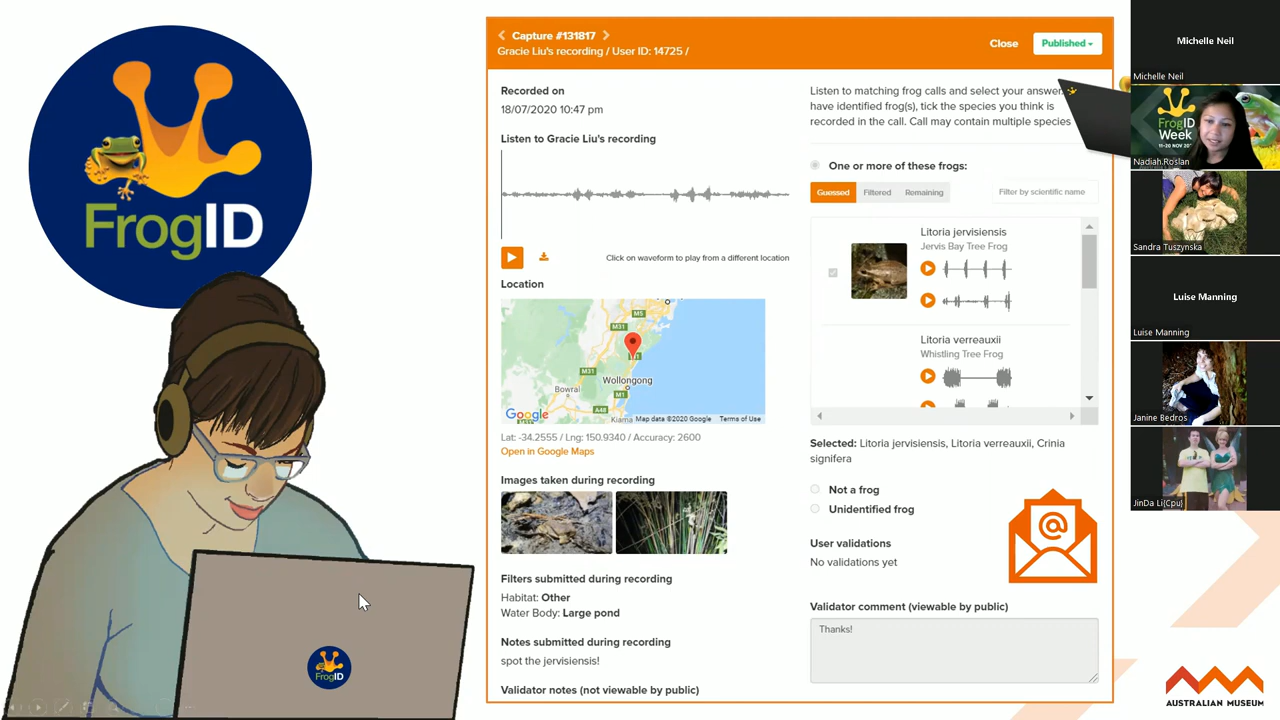 FrogID
Capture #131817
Gracie Liu's recording / User ID: 14725 /
Close
Published
Recorded on
18/07/2020 10:47 pm
Listen to Gracie Liu's recording
Click on waveform to play from a different location
Location
M5
M31
M1
M31
Wollongong
Bowral
M1
A48
Kiama
Google
Map data ©2020 Google
Terms of Use
Lat: -34.2555 / Lng: 150.9340 / Accuracy: 2600
Open in Google Maps
Images taken during recording
Filters submitted during recording
Habitat: Other
Water Body: Large pond
Notes submitted during recording
spot the jervisiensis!
Validator notes (not viewable by public)
Listen to matching frog calls and select your answer.
have identified frog(s), tick the species you think is
recorded in the call. Call may contain multiple species
One or more of these frogs:
Guessed
Filtered
Remaining
Filter by scientific name
Litoria jervisiensis
Jervis Bay Tree Frog
Litoria verreauxii
Whistling Tree Frog
Selected: Litoria jervisiensis, Litoria verreauxii, Crinia
signifera
Not a frog
Unidentified frog
User validations
No validations yet
Validator comment (viewable by public)
Thanks!
FrogID
Michelle Neil
Michelle Neil
FrogID
Week
Nadiah.Roslan
Sandra Tuszynska
Luise Manning
Luise Manning
Janine Bedros
JinDa Li(Cpu)
AUSTRALIAN MUSEUM